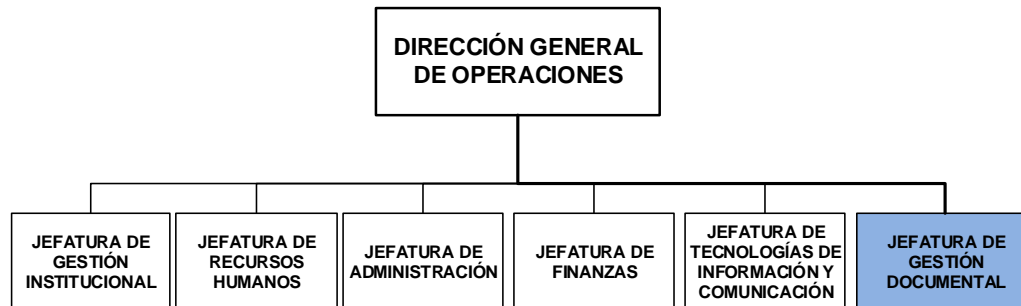 DIRECCIÓN GENERAL
DE OPERACIONES
JEFATURA DE
GESTIÓN
INSTITUCIONAL
JEFATURA DE
RECURSOS
HUMANOS
JEFATURA DE
ADMINISTRACIÓN
JEFATURA DE
FINANZAS
JEFATURA DE
TECNOLOGÍAS DE
INFORMACIÓN Y
COMUNICACIÓN
JEFATURA DE
GESTIÓN
DOCUMENTAL